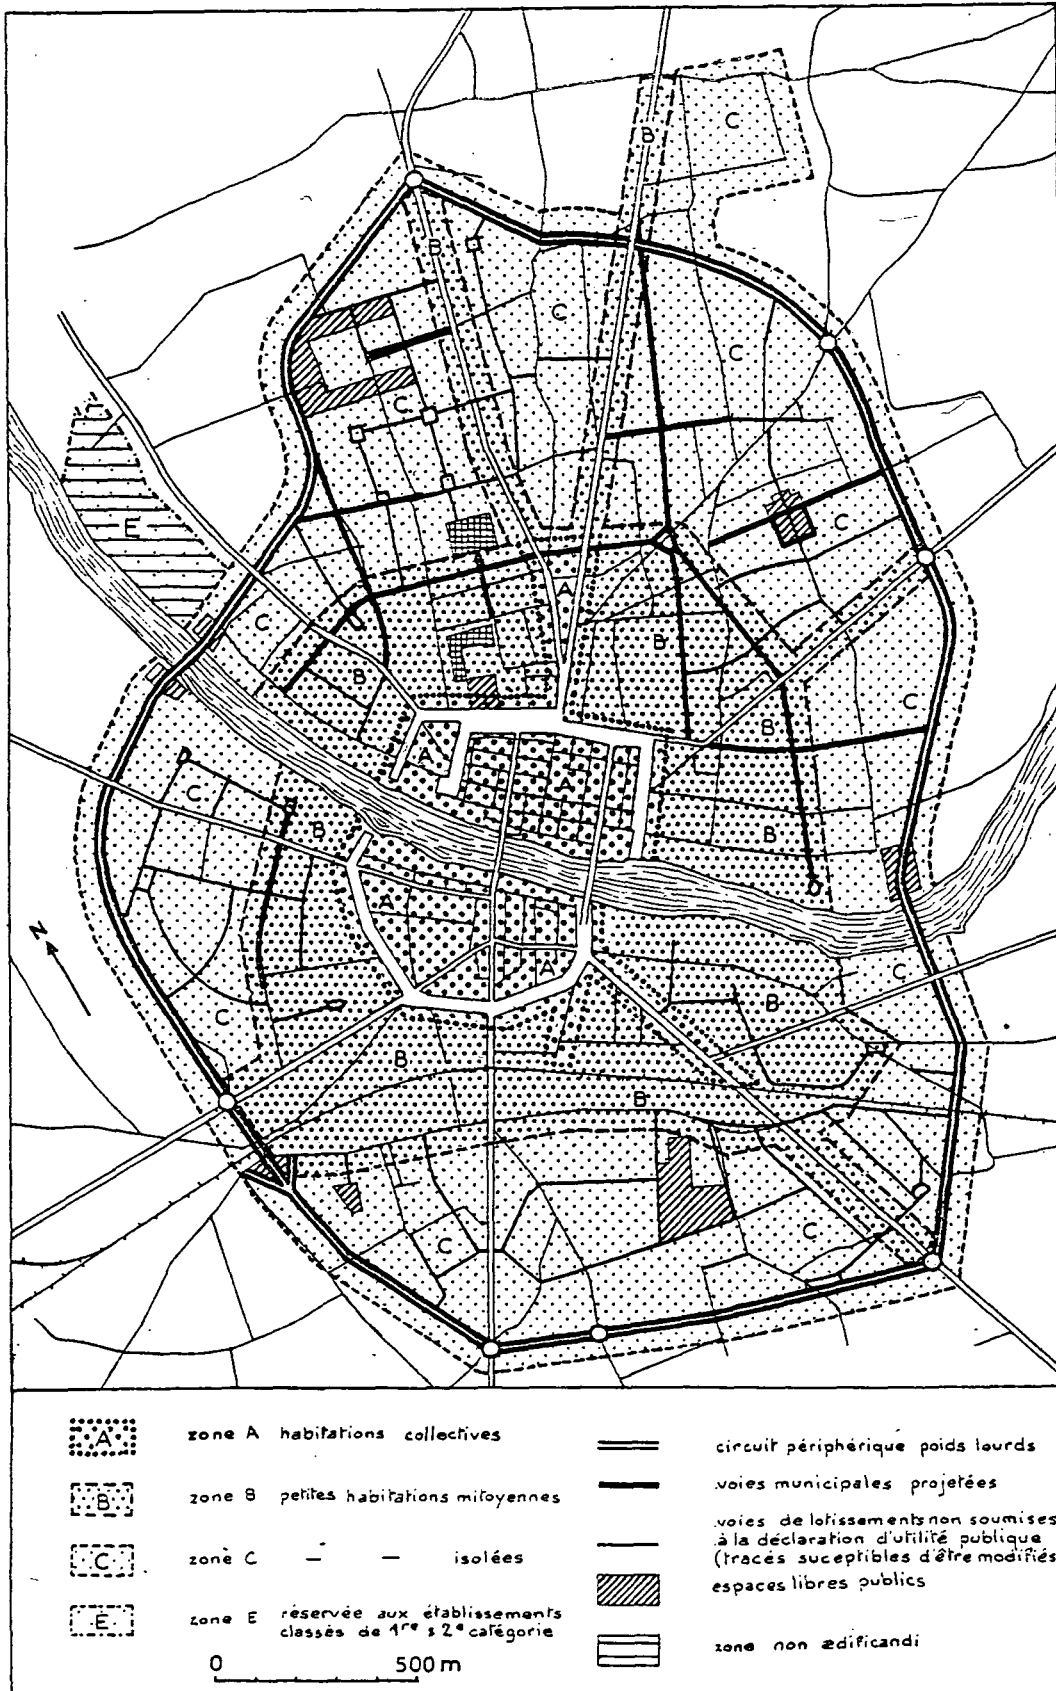 B
C
B
C
C
C
E
C
A
C
B
B
C
B
A
A
C
B
B
A
N
A
C
C
B
B
B
C
C
A zone A habitations collectives
B zone B petites habitations mitoyennes
C zone C — — isolées
E zone E réservée aux établissements
classés de 1re & 2e catégorie
0 500 m
circuit périphérique poids lourds
voies municipales projetées
voies de lotissements non soumises
à la déclaration d'utilité publique
(tracés suceptibles d'être modifiés
espaces libres publics
zone non ædificandi